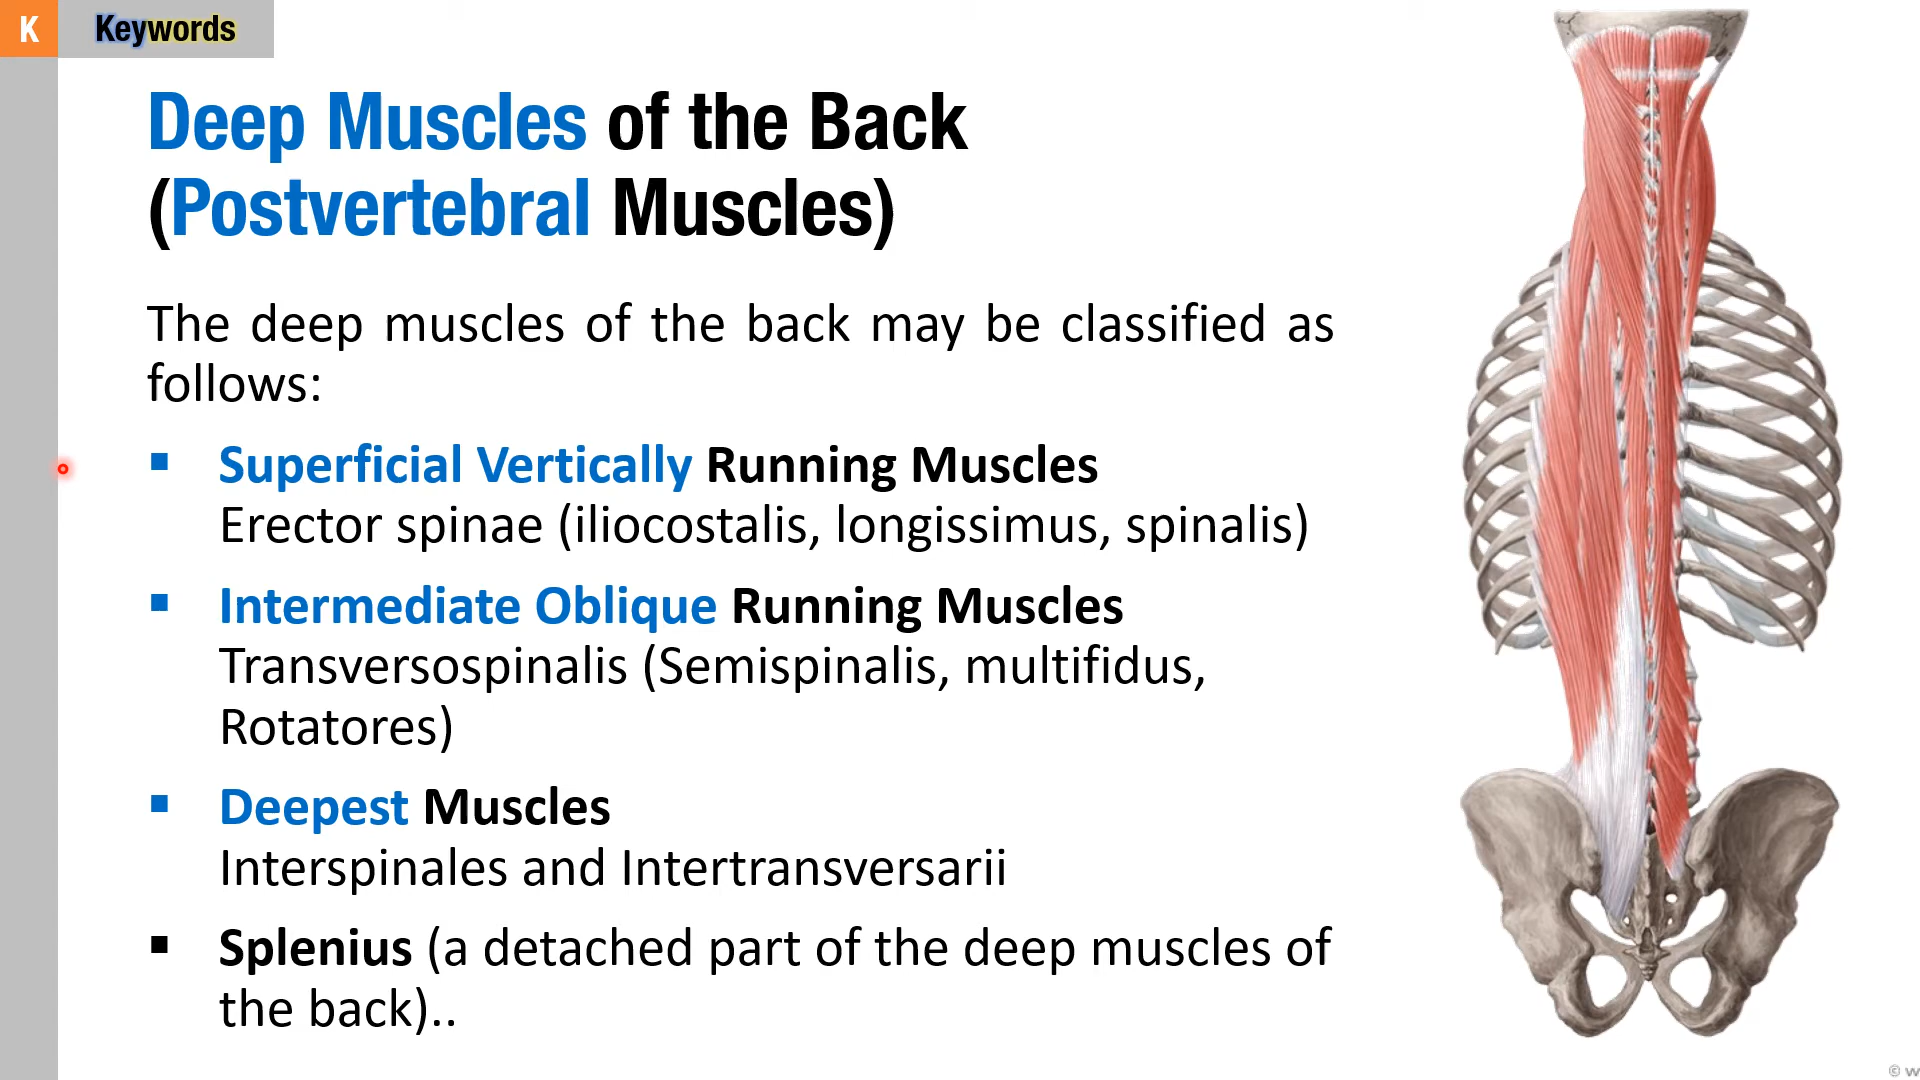 K
Keywords
Deep Muscles of the Back
(Postvertebral Muscles)
The deep muscles of the back may be classified as
follows:
▪ Superficial Vertically Running Muscles
Erector spinae (iliocostalis, longissimus, spinalis)
▪ Intermediate Oblique Running Muscles
Transversospinalis (Semispinalis, multifidus,
Rotatores)
▪ Deepest Muscles
Interspinales and Intertransversarii
▪ Splenius (a detached part of the deep muscles of
the back)..
© w